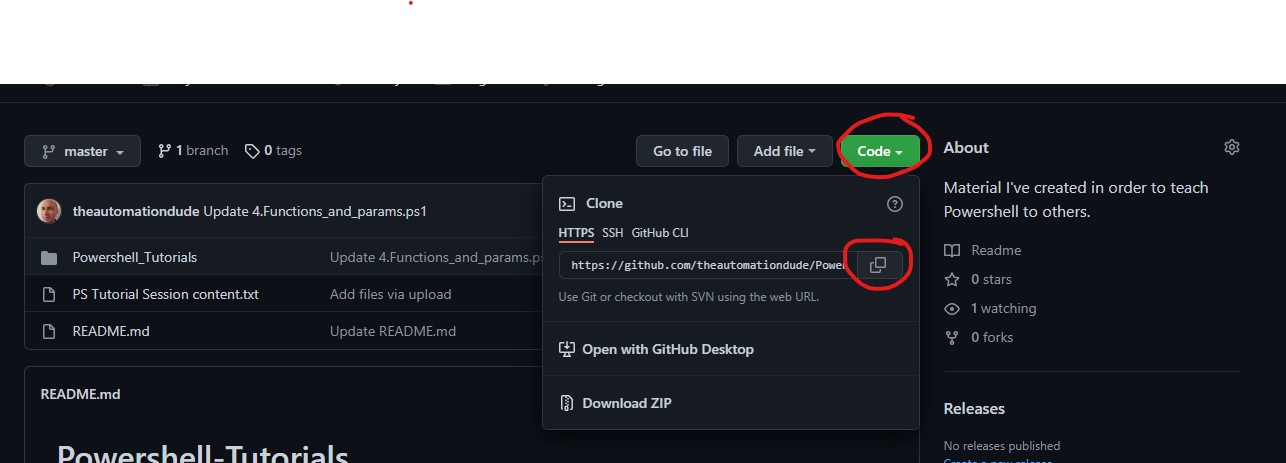 master
1 branch
0 tags
Go to file
Add file
Code
About
Material I've created in order to teach
Powershell to others.
theautomationdude Update 4.Functions_and_params.ps1
Powershell_Tutorials Update 4.Functions_and_params.ps
PS Tutorial Session content.txt Add files via upload
README.md Update README.md
Clone
HTTPS SSH GitHub CLI
https://github.com/theautomationdude/Power
Use Git or checkout with SVN using the web URL.
Open with GitHub Desktop
Download ZIP
Readme
0 stars
1 watching
0 forks
README.md
Powershell-Tutorials
Releases
No releases published
Create a new release